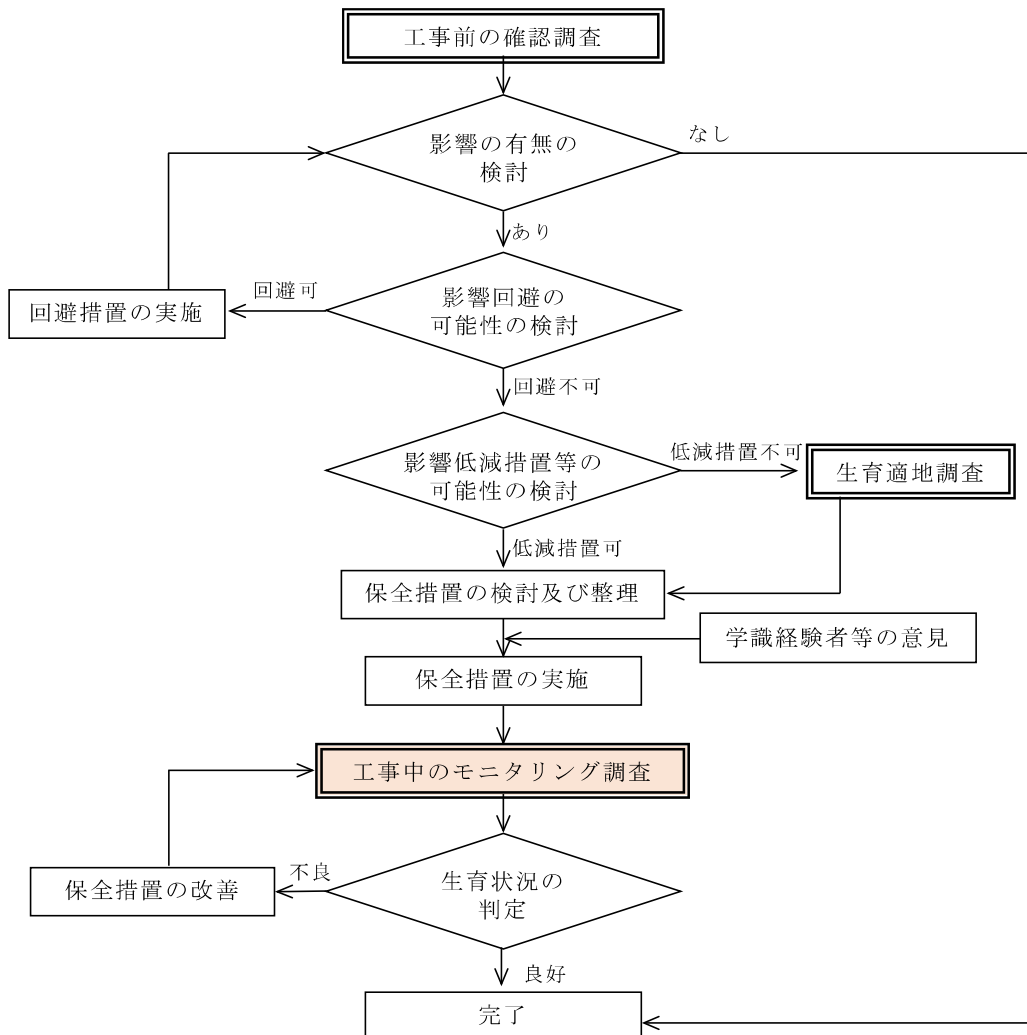 工事前の確認調査
影響の有無の
検討
なし
あり
回避措置の実施
回避可
影響回避の
可能性の検討
回避不可
影響低減措置等の
可能性の検討
低減措置不可
生育適地調査
低減措置可
保全措置の検討及び整理
学識経験者等の意見
保全措置の実施
工事中のモニタリング調査
保全措置の改善
不良
生育状況の
判定
良好
完了